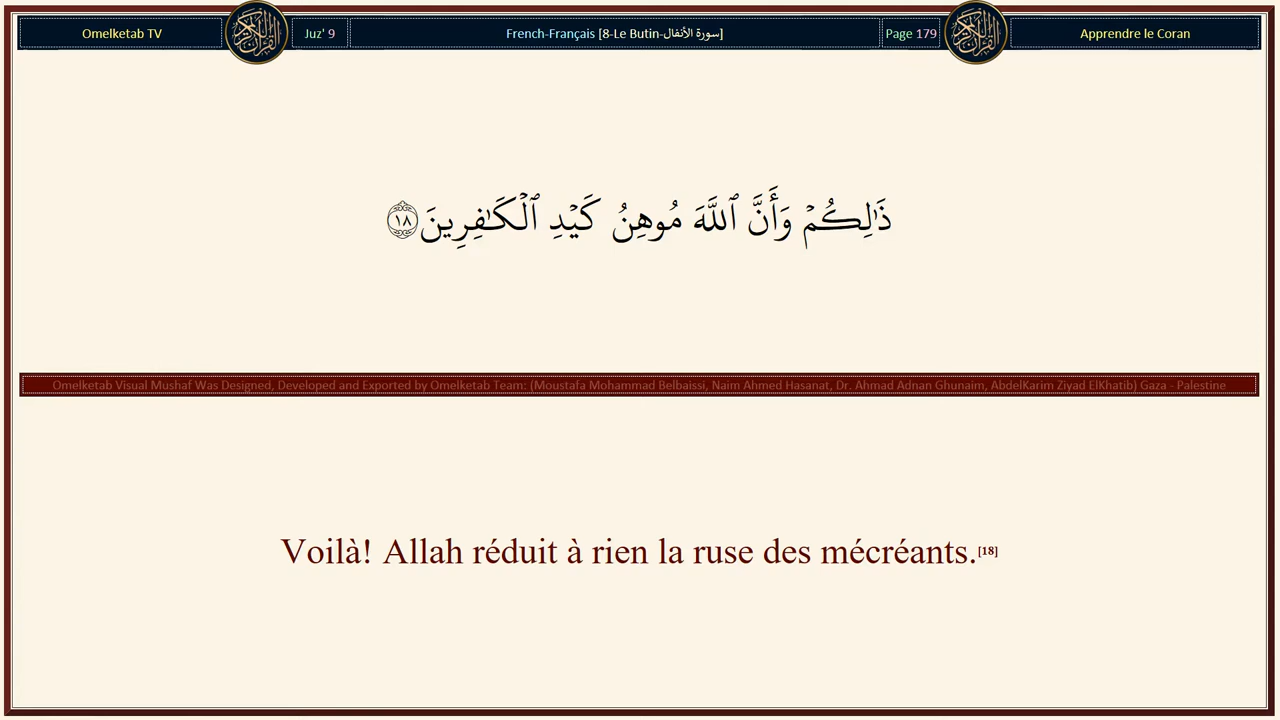 Omelketab TV
Juz' 9
French-Français [8-Le Butin-سورة الأنفال]
Page 179
Apprendre le Coran
ذَٰلِكُمۡ وَأَنَّ ٱللَّهَ مُوهِنُ كَيۡدِ ٱلۡكَٰفِرِينَ ١٨
Omelketab Visual Mushaf Was Designed, Developed and Exported by Omelketab Team: (Moustafa Mohammad Belbaissi, Naim Ahmed Hasanat, Dr. Ahmad Adnan Ghunaim, AbdelKarim Ziyad ElKhatib) Gaza - Palestine
Voilà! Allah réduit à rien la ruse des mécréants.[18]